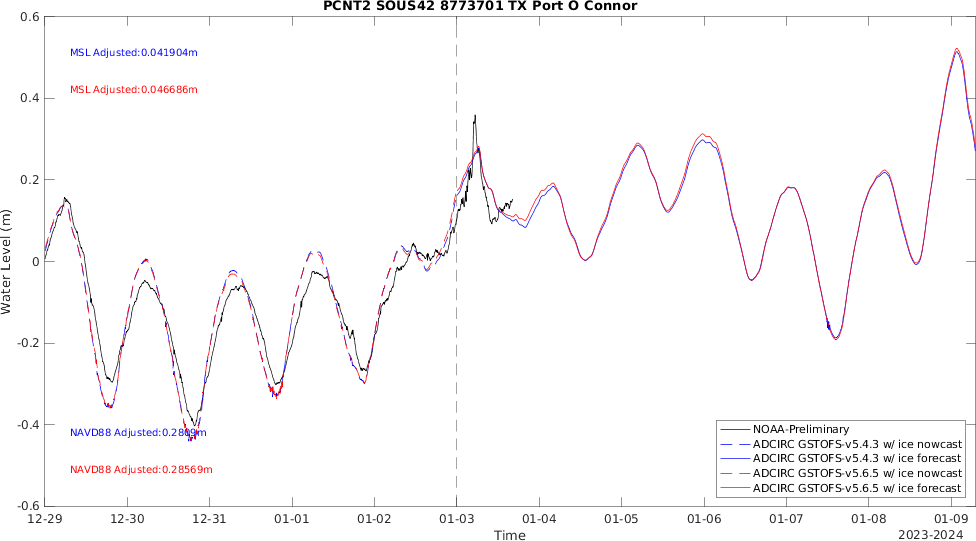 PCNT2 SOUS42 8773701 TX Port O Connor
0.6
0.4
0.2
0
-0.2
-0.4
-0.6
Water Level (m)
MSL Adjusted:0.041904m
MSL Adjusted:0.046686m
NAVD88 Adjusted:0.2809m
NAVD88 Adjusted:0.28569m
NOAA-Preliminary
ADCIRC GSTOFS-v5.4.3 w/ ice nowcast
ADCIRC GSTOFS-v5.4.3 w/ ice forecast
ADCIRC GSTOFS-v5.6.5 w/ ice nowcast
ADCIRC GSTOFS-v5.6.5 w/ ice forecast
12-29 12-30 12-31 01-01 01-02 01-03 01-04 01-05 01-06 01-07 01-08 01-09
Time
2023-2024